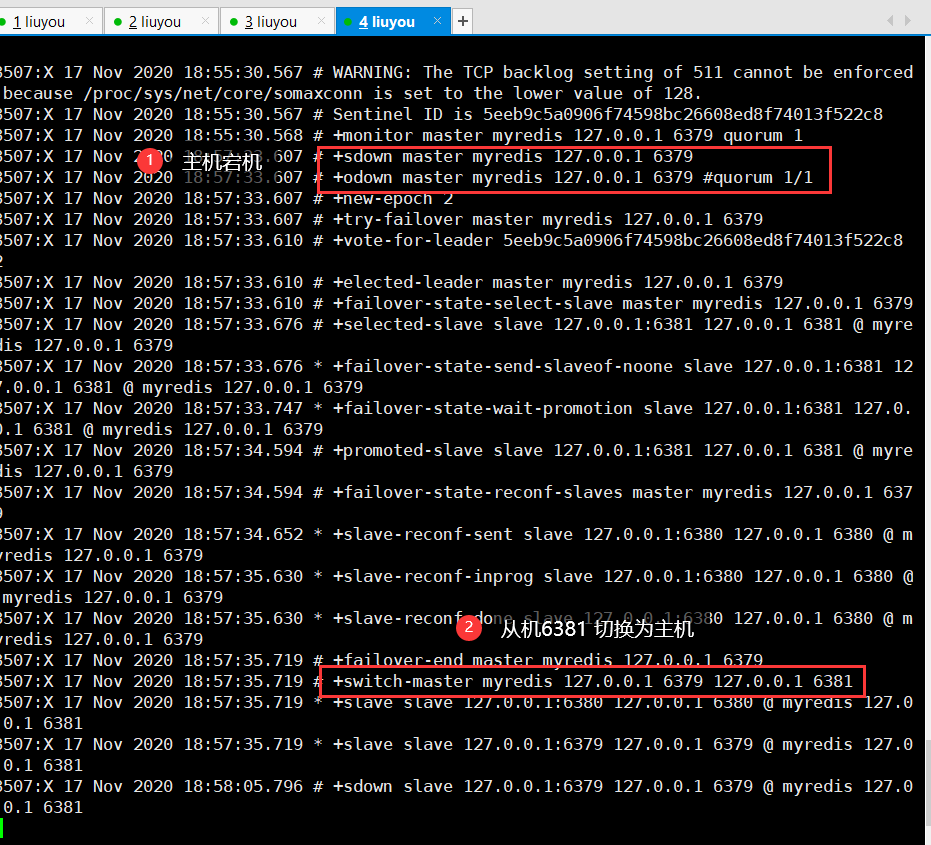 1 liuyou × 2 liuyou × 3 liuyou × 4 liuyou × +
3507:X 17 Nov 2020 18:55:30.567 # WARNING: The TCP backlog setting of 511 cannot be enforced
because /proc/sys/net/core/somaxconn is set to the lower value of 128.
3507:X 17 Nov 2020 18:55:30.567 # Sentinel ID is 5eeb9c5a0906f74598bc26608ed8f74013f522c8
3507:X 17 Nov 2020 18:55:30.568 # +monitor master myredis 127.0.0.1 6379 quorum 1
3507:X 17 Nov 2020 18:57:33.607 # +sdown master myredis 127.0.0.1 6379
1 主机宕机
3507:X 17 Nov 2020 18:57:33.607 # +odown master myredis 127.0.0.1 6379 #quorum 1/1
3507:X 17 Nov 2020 18:57:33.607 # +new-epoch 2
3507:X 17 Nov 2020 18:57:33.607 # +try-failover master myredis 127.0.0.1 6379
3507:X 17 Nov 2020 18:57:33.610 # +vote-for-leader 5eeb9c5a0906f74598bc26608ed8f74013f522c8
2
3507:X 17 Nov 2020 18:57:33.610 # +elected-leader master myredis 127.0.0.1 6379
3507:X 17 Nov 2020 18:57:33.610 # +failover-state-select-slave master myredis 127.0.0.1 6379
3507:X 17 Nov 2020 18:57:33.676 # +selected-slave slave 127.0.0.1:6381 127.0.0.1 6381 @ myre
dis 127.0.0.1 6379
3507:X 17 Nov 2020 18:57:33.676 * +failover-state-send-slaveof-noone slave 127.0.0.1:6381 12
7.0.0.1 6381 @ myredis 127.0.0.1 6379
3507:X 17 Nov 2020 18:57:33.747 * +failover-state-wait-promotion slave 127.0.0.1:6381 127.0.
0.1 6381 @ myredis 127.0.0.1 6379
3507:X 17 Nov 2020 18:57:34.594 # +promoted-slave slave 127.0.0.1:6381 127.0.0.1 6381 @ myre
dis 127.0.0.1 6379
3507:X 17 Nov 2020 18:57:34.594 # +failover-state-reconf-slaves master myredis 127.0.0.1 637
9
3507:X 17 Nov 2020 18:57:34.652 * +slave-reconf-sent slave 127.0.0.1:6380 127.0.0.1 6380 @ m
yredis 127.0.0.1 6379
3507:X 17 Nov 2020 18:57:35.630 * +slave-reconf-inprog slave 127.0.0.1:6380 127.0.0.1 6380 @
myredis 127.0.0.1 6379
3507:X 17 Nov 2020 18:57:35.630 * +slave-reconf-done slave 127.0.0.1:6380 127.0.0.1 6380 @ m
2 从机6381 切换为主机
yredis 127.0.0.1 6379
3507:X 17 Nov 2020 18:57:35.719 # +failover-end master myredis 127.0.0.1 6379
3507:X 17 Nov 2020 18:57:35.719 # +switch-master myredis 127.0.0.1 6379 127.0.0.1 6381
3507:X 17 Nov 2020 18:57:35.719 * +slave slave 127.0.0.1:6380 127.0.0.1 6380 @ myredis 127.0
.0.1 6381
3507:X 17 Nov 2020 18:57:35.719 * +slave slave 127.0.0.1:6379 127.0.0.1 6379 @ myredis 127.0
.0.1 6381
3507:X 17 Nov 2020 18:58:05.796 # +sdown slave 127.0.0.1:6379 127.0.0.1 6379 @ myredis 127.0
.0.1 6381